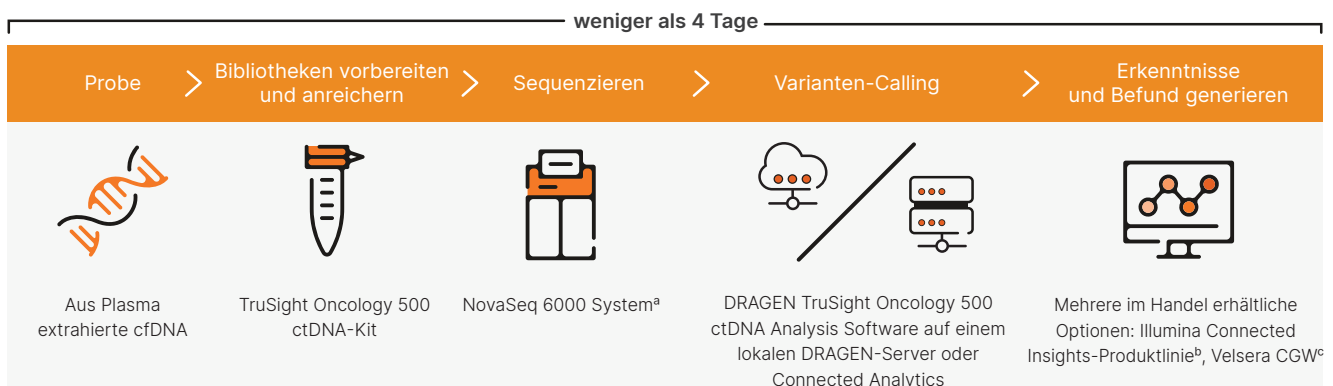 weniger als 4 Tage
Probe
Bibliotheken vorbereiten
und anreichern
Sequenzieren
Varianten-Calling
Erkenntnisse
und Befund generieren
Aus Plasma
extrahierte cfDNA
TruSight Oncology 500
ctDNA-Kit
NovaSeq 6000 Systemᵃ
DRAGEN TruSight Oncology 500
ctDNA Analysis Software auf einem
lokalen DRAGEN-Server oder
Connected Analytics
Mehrere im Handel erhältliche
Optionen: Illumina Connected
Insights-Produktlinieᵇ, Velsera CGWᶜ